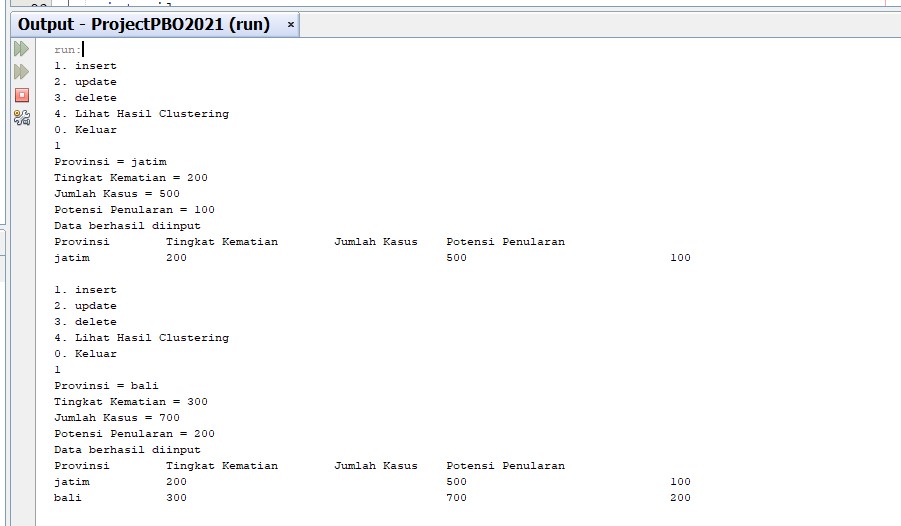 Output - ProjectPBO2021 (run) ×
run:
1. insert
2. update
3. delete
4. Lihat Hasil Clustering
0. Keluar
1
Provinsi = jatim
Tingkat Kematian = 200
Jumlah Kasus = 500
Potensi Penularan = 100
Data berhasil diinput
Provinsi Tingkat Kematian Jumlah Kasus Potensi Penularan
jatim 200 500 100
1. insert
2. update
3. delete
4. Lihat Hasil Clustering
0. Keluar
1
Provinsi = bali
Tingkat Kematian = 300
Jumlah Kasus = 700
Potensi Penularan = 200
Data berhasil diinput
Provinsi Tingkat Kematian Jumlah Kasus Potensi Penularan
jatim 200 500 100
bali 300 700 200